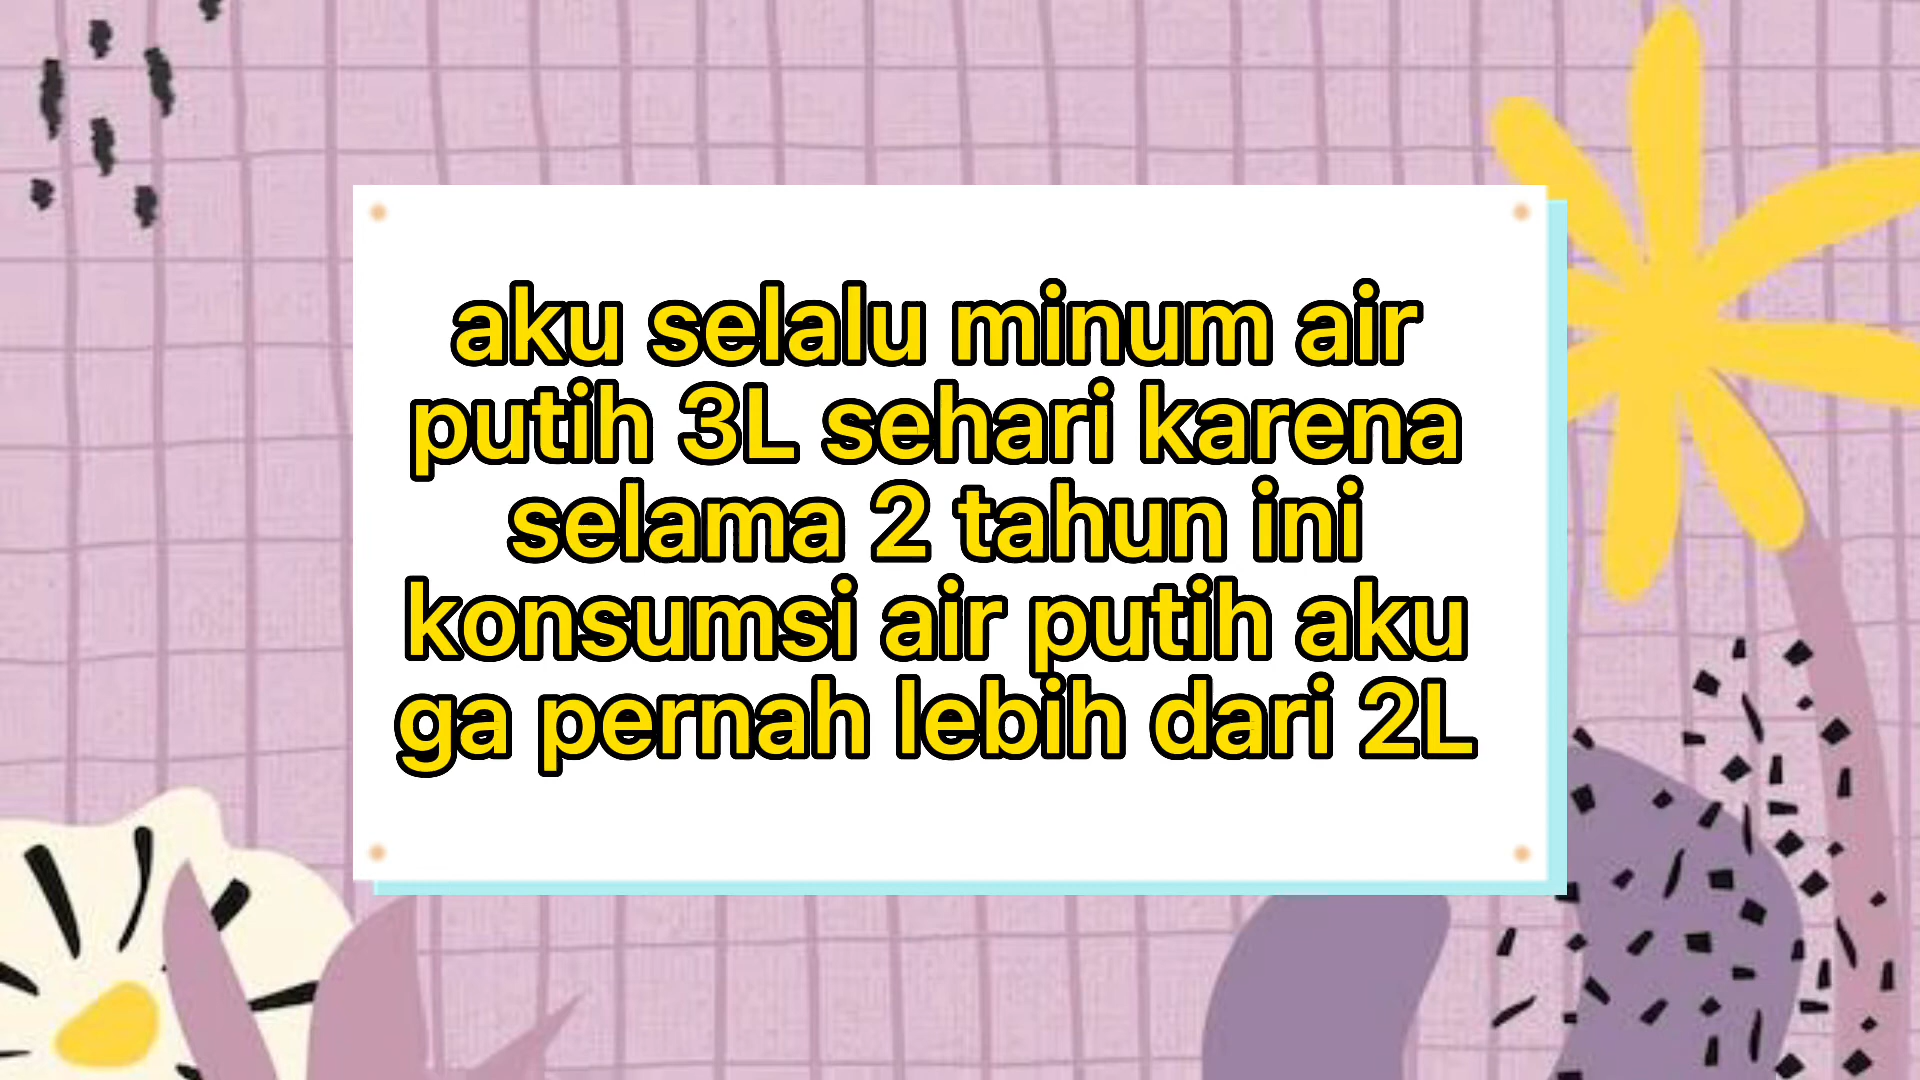 aku selalu minum air
putih 3L sehari karena
selama 2 tahun ini
konsumsi air putih aku
ga pernah lebih dari 2L